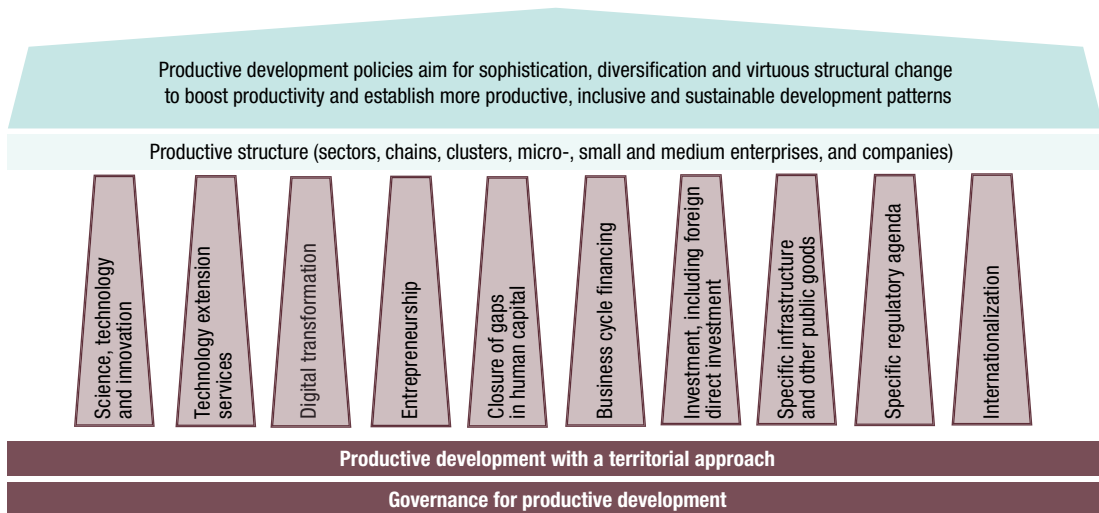 Productive development policies aim for sophistication, diversification and virtuous structural change
to boost productivity and establish more productive, inclusive and sustainable development patterns
Productive structure (sectors, chains, clusters, micro-, small and medium enterprises, and companies)
Science, technology
and innovation
Technology extension
services
Digital transformation
Entrepreneurship
Closure of gaps
in human capital
Business cycle financing
Investment, including foreign
direct investment
Specific infrastructure
and other public goods
Specific regulatory agenda
Internationalization
Productive development with a territorial approach
Governance for productive development